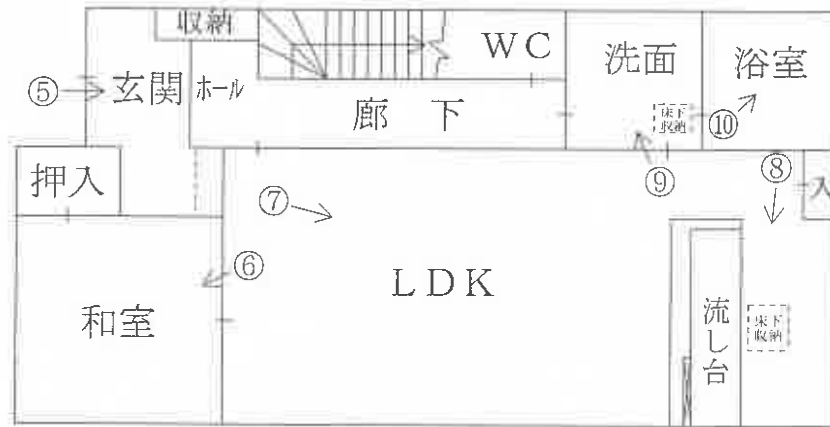 収納
WC
洗面
浴室
⑤
玄関
ホール
廊 下
床下
収納
⑩
押入
⑦
⑨
⑧
入
⑥
LDK
和室
流し台
床下
収納